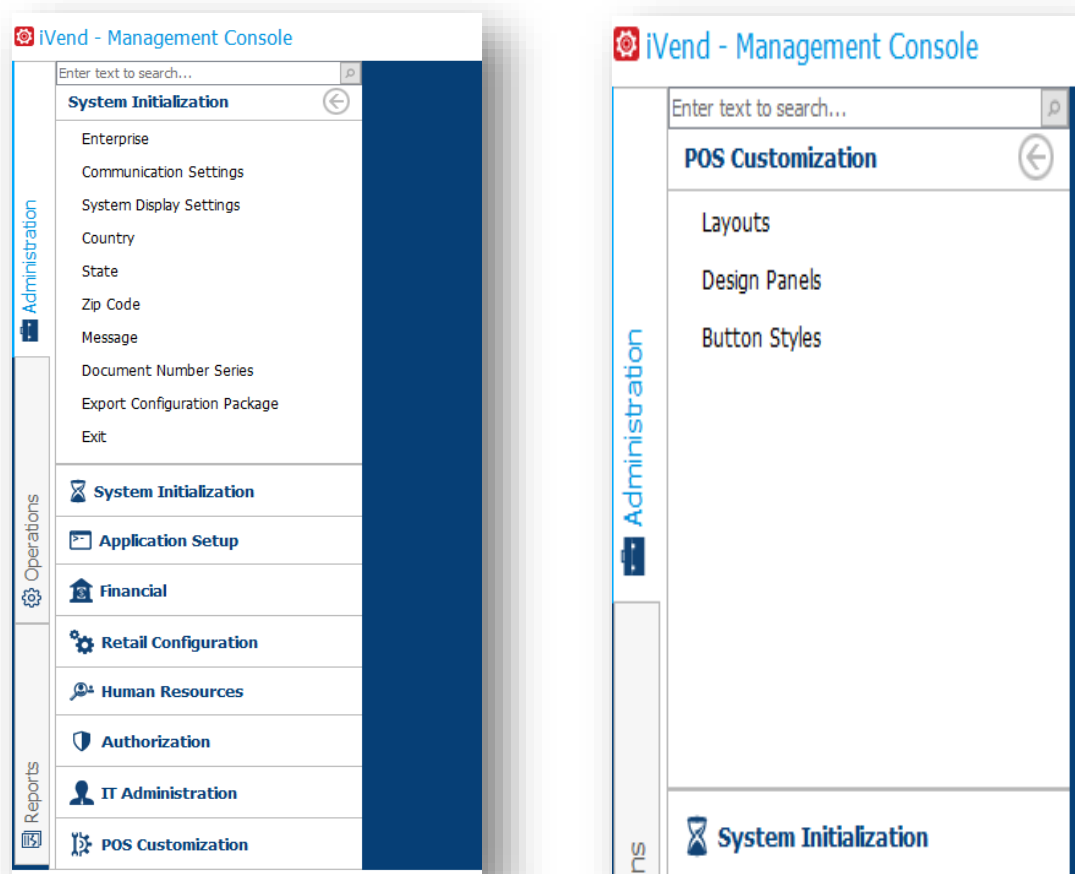 iVend - Management Console
Enter text to search...
System Initialization
Enterprise
Communication Settings
System Display Settings
Country
State
Zip Code
Message
Document Number Series
Export Configuration Package
Exit
System Initialization
Application Setup
Financial
Retail Configuration
Human Resources
Authorization
IT Administration
POS Customization
Administration
Operations
Reports
iVend - Management Console
Enter text to search...
POS Customization
Layouts
Design Panels
Button Styles
System Initialization
Administration
ns